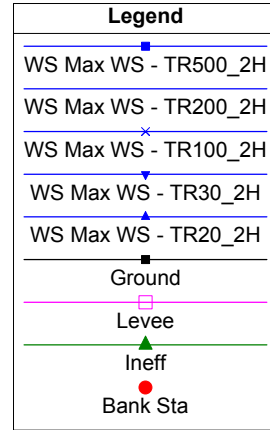 Legend
WS Max WS - TR500_2H
WS Max WS - TR200_2H
WS Max WS - TR100_2H
WS Max WS - TR30_2H
WS Max WS - TR20_2H
Ground
Levee
Ineff
Bank Sta